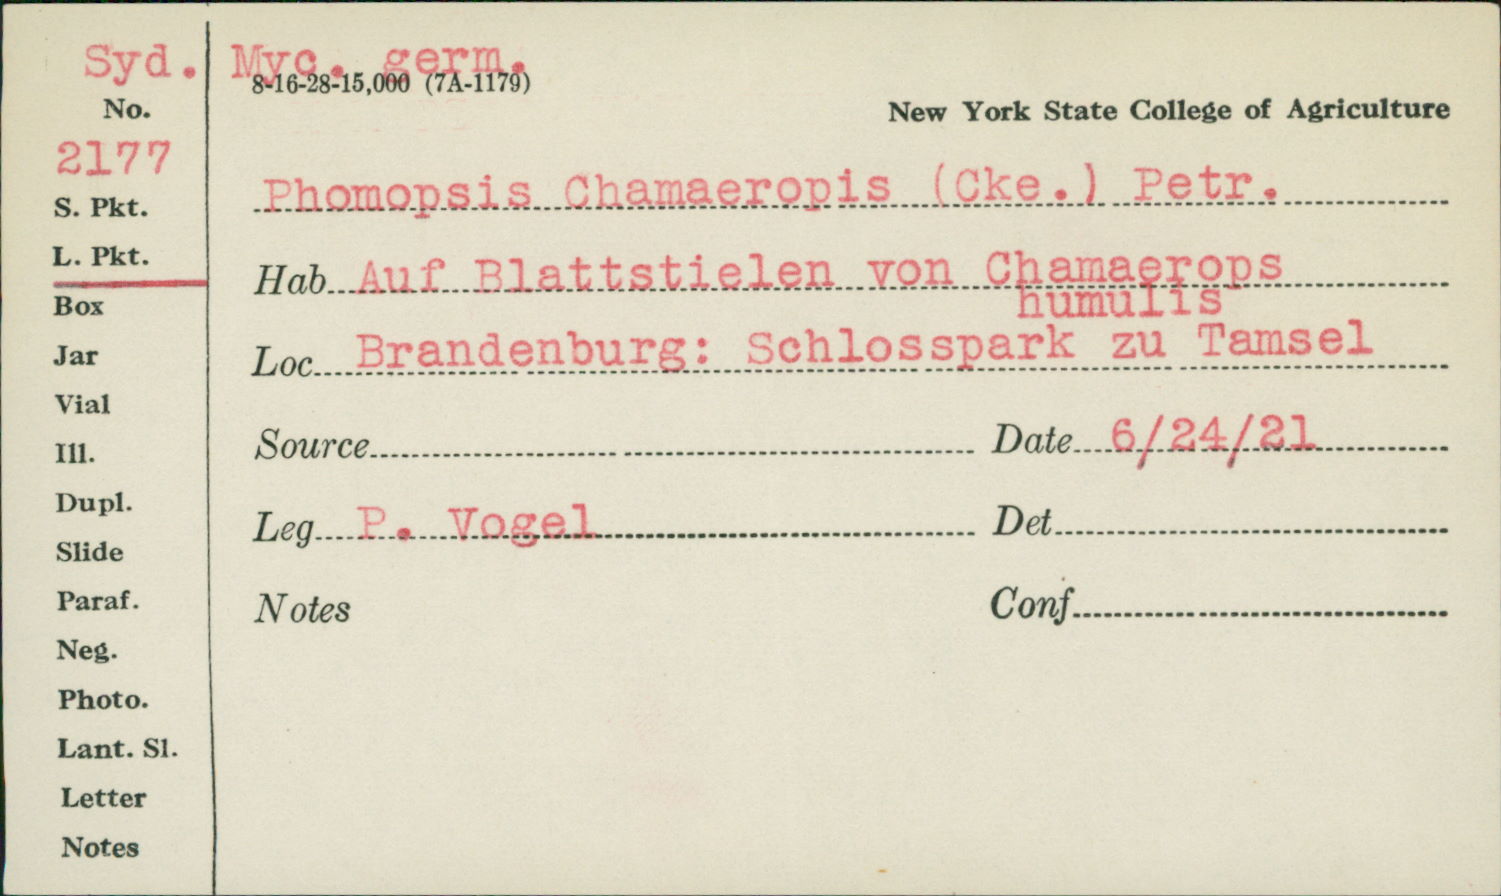 Syd. Myc. germ.
8-16-28-15,000 (7A-1179)
No.
New York State College of Agriculture
2177
Phomopsis Chamaeropis (Cke.) Petr.
S. Pkt.
L. Pkt.
Hab Auf Blattstielen von Chamaerops
humulis
Box
Loc Brandenburg: Schlosspark zu Tamsel
Jar
Vial
Source Date 6/24/21
Ill.
Dupl.
Leg P. Vogel Det
Slide
Paraf.
Notes Conf
Neg.
Photo.
Lant. Sl.
Letter
Notes